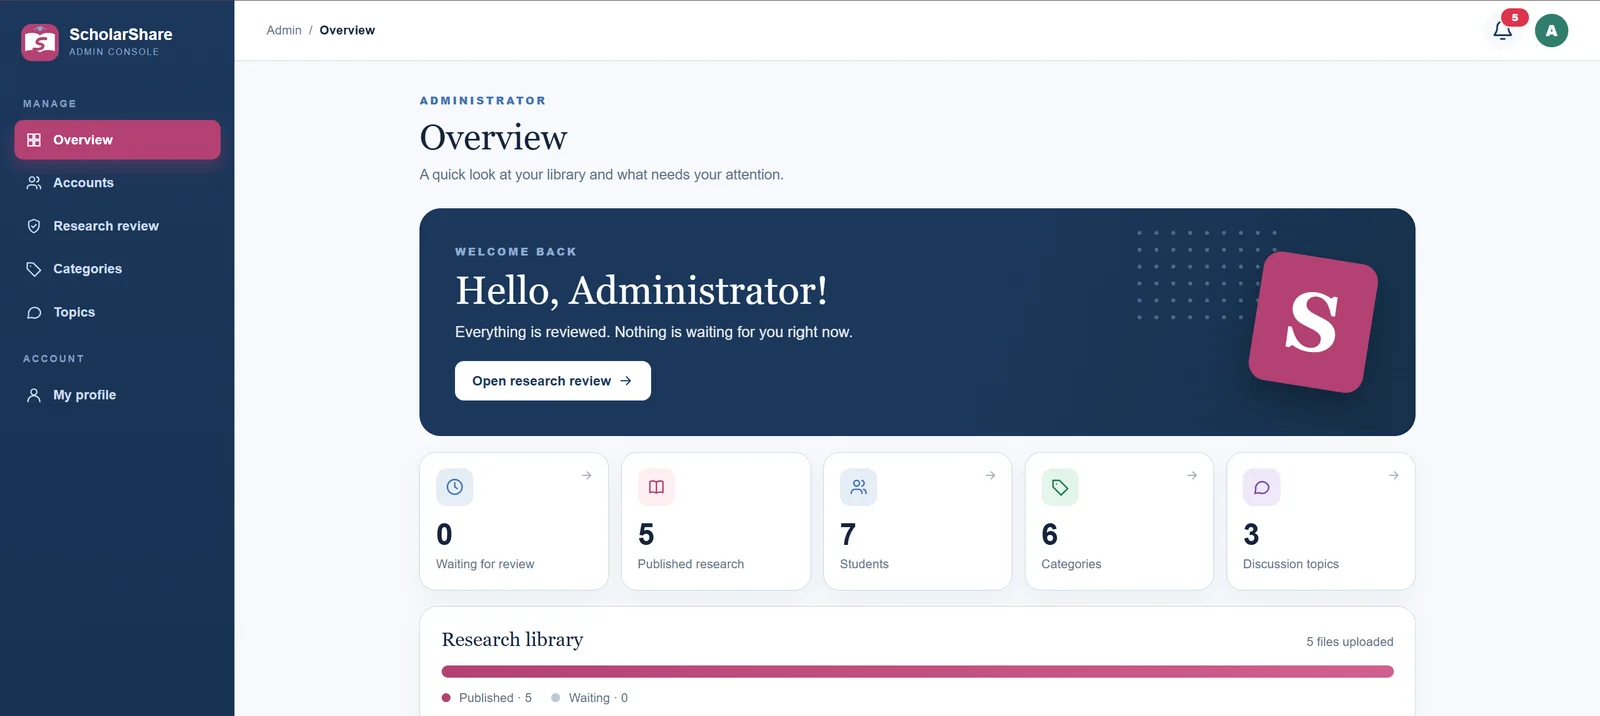 ScholarShare
ADMIN CONSOLE
MANAGE
Overview
Accounts
Research review
Categories
Topics
ACCOUNT
My profile
Admin / Overview
5
A
ADMINISTRATOR
Overview
A quick look at your library and what needs your attention.
WELCOME BACK
Hello, Administrator!
Everything is reviewed. Nothing is waiting for you right now.
Open research review →
S
0
Waiting for review
5
Published research
7
Students
6
Categories
3
Discussion topics
Research library
5 files uploaded
Published · 5
Waiting · 0